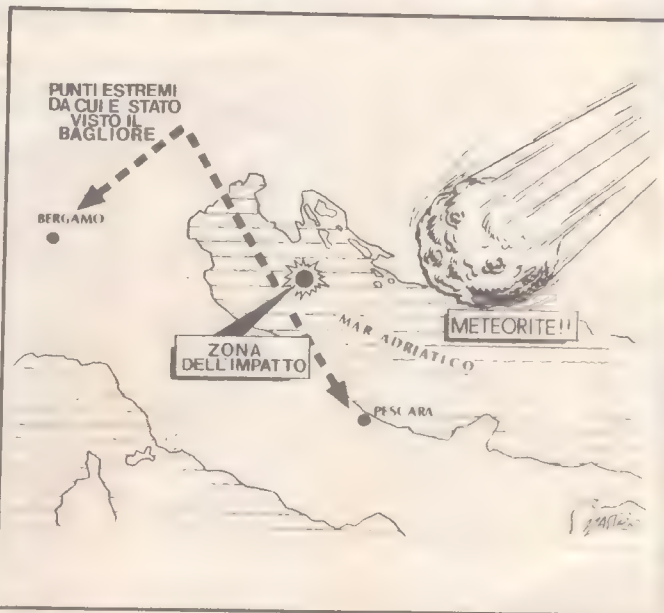 PUNTI ESTREMI
DA CUI E STATO
VISTO IL
BAGLIORE
BERGAMO
METEORITE!!
MAR ADRIATICO
ZONA
DELL'IMPATTO
PESCARA